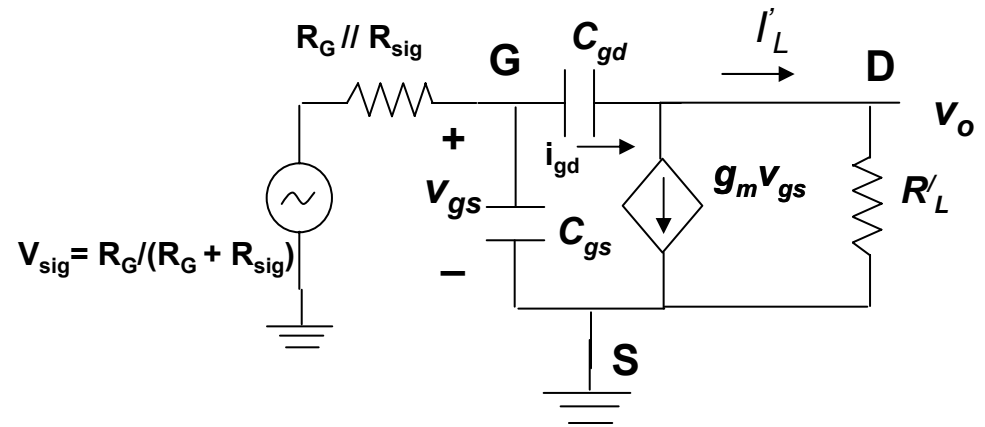 R_G // R_sig
G
C_gd
I'_L
D
v_o
+
i_gd
g_m v_gs
R'_L
v_gs
C_gs
V_sig= R_G/(R_G + R_sig)
–
S